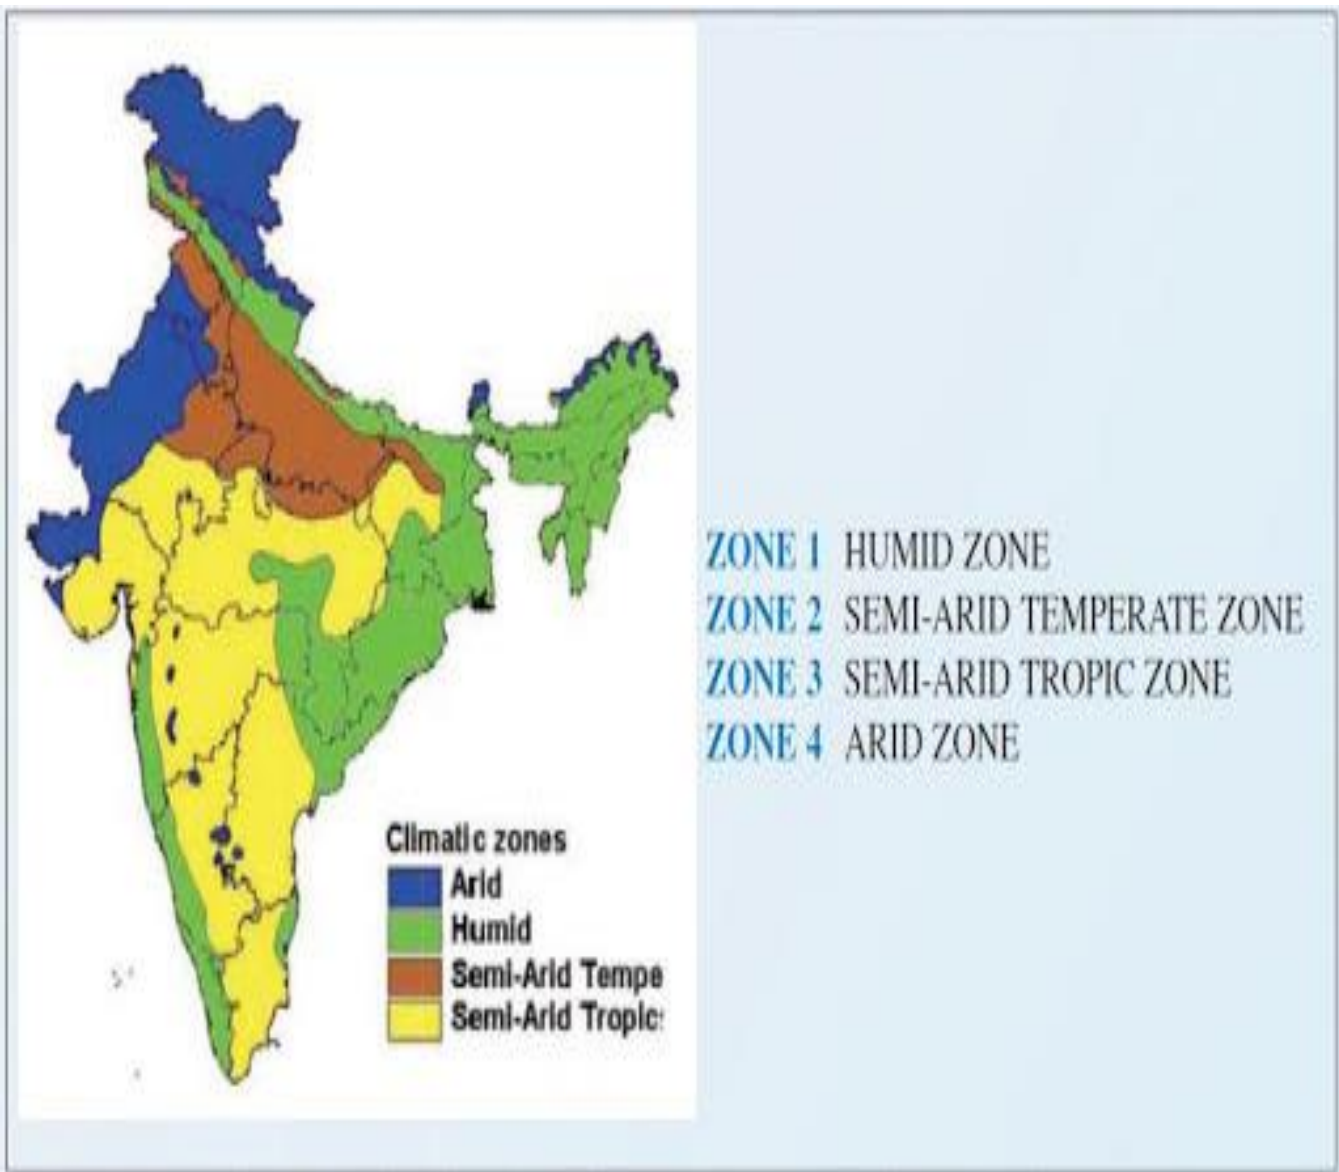 ZONE 1 HUMID ZONE
ZONE 2 SEMI-ARID TEMPERATE ZONE
ZONE 3 SEMI-ARID TROPIC ZONE
ZONE 4 ARID ZONE
Climatic zones
Arid
Humid
Semi-Arid Tempe
Semi-Arid Tropic